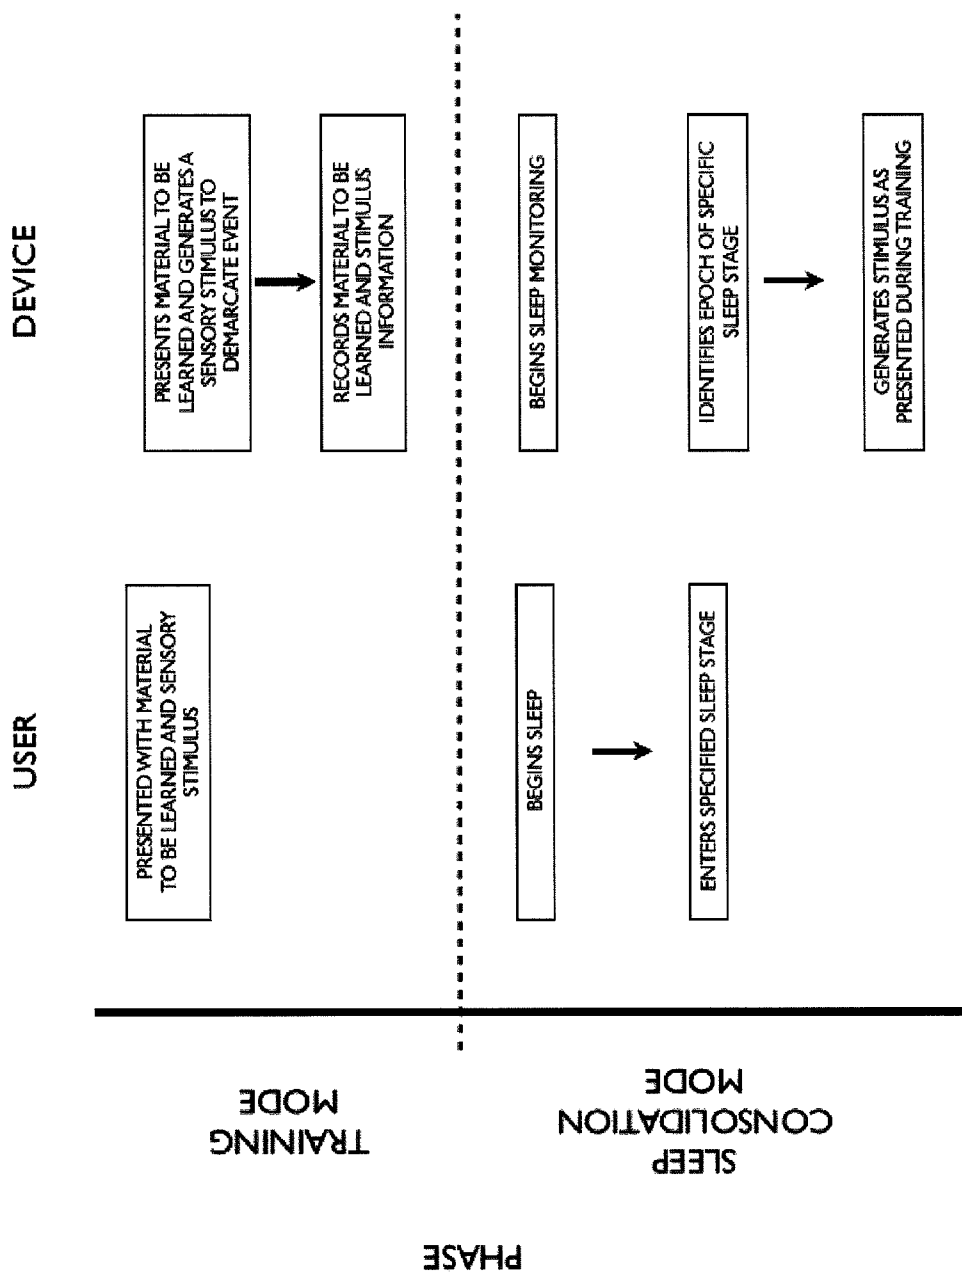 USER
DEVICE
PRESENTED WITH MATERIAL
TO BE LEARNED AND SENSORY
STIMULUS
PRESENTS MATERIAL TO BE
LEARNED AND GENERATES A
SENSORY STIMULUS TO
DEMARCATE EVENT
RECORDS MATERIAL TO BE
LEARNED AND STIMULUS
INFORMATION
TRAINING
MODE
BEGINS SLEEP
BEGINS SLEEP MONITORING
ENTERS SPECIFIED SLEEP STAGE
IDENTIFIES EPOCH OF SPECIFIC
SLEEP STAGE
GENERATES STIMULUS AS
PRESENTED DURING TRAINING
SLEEP
CONSOLIDATION
MODE
PHASE